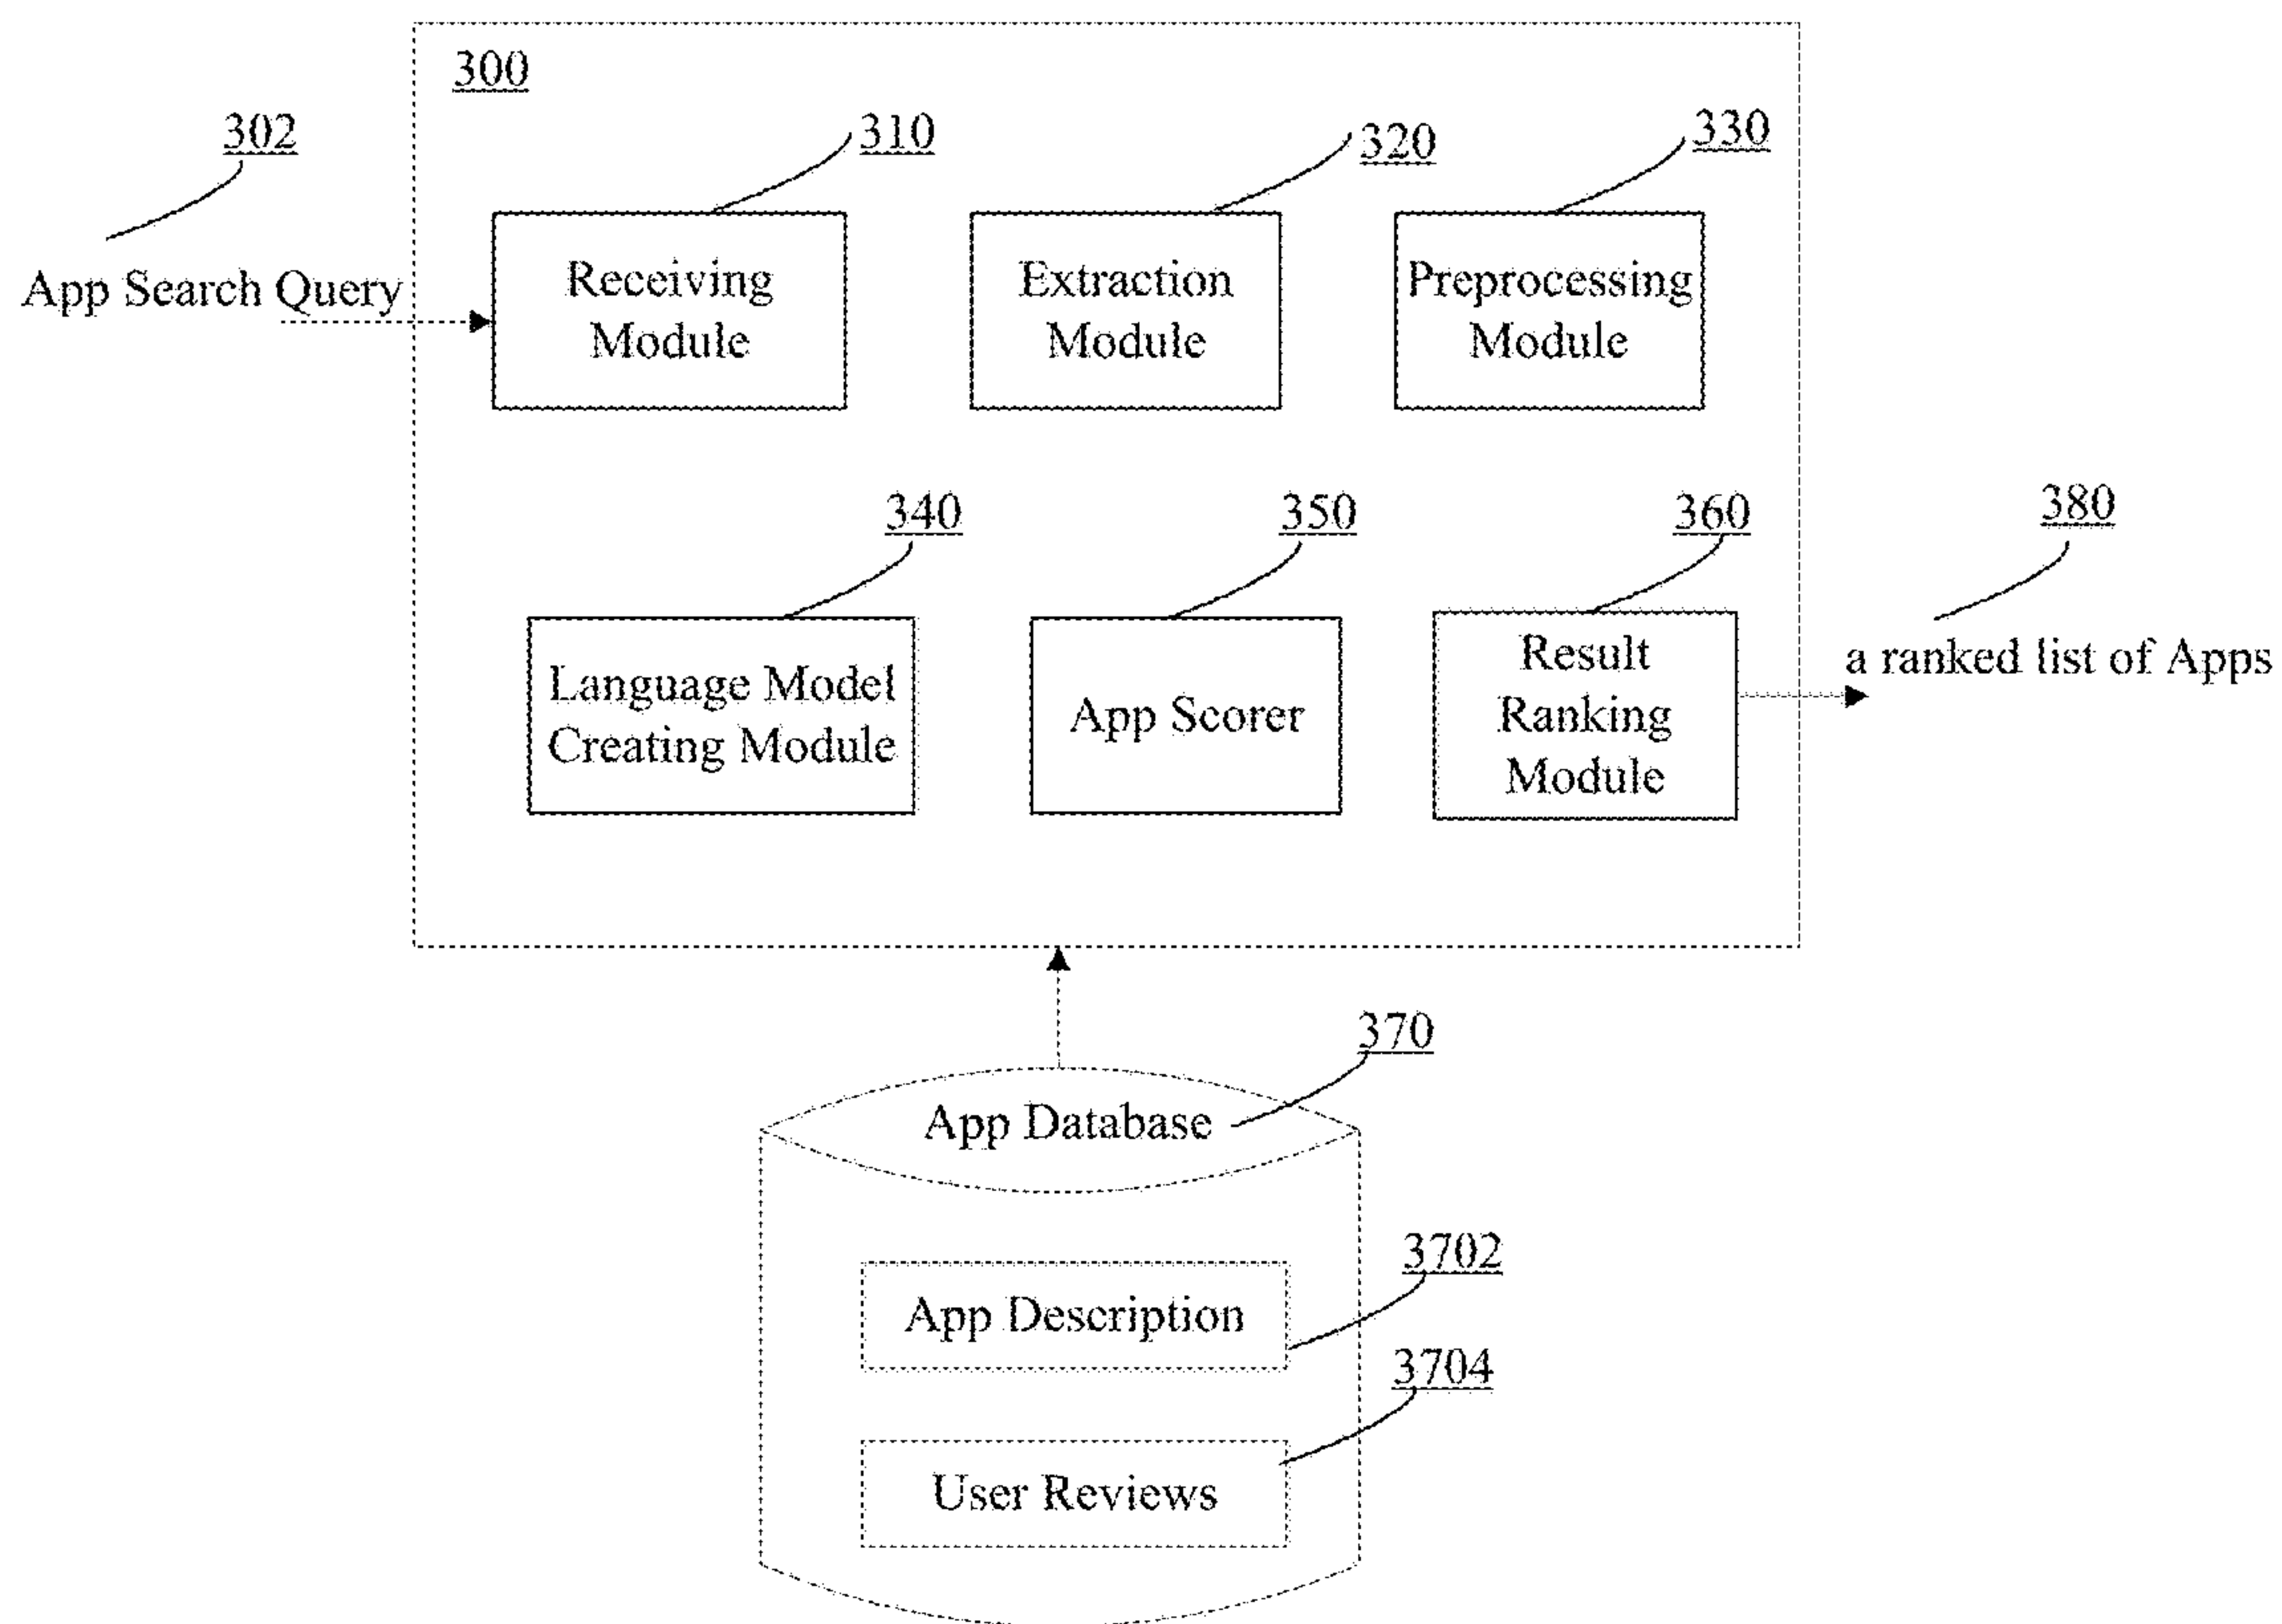 300
302
310
320
330
App Search Query
Receiving
Module
Extraction
Module
Preprocessing
Module
340
350
360
380
Language Model
Creating Module
App Scorer
Result
Ranking
Module
a ranked list of Apps
370
App Database
3702
App Description
3704
User Reviews